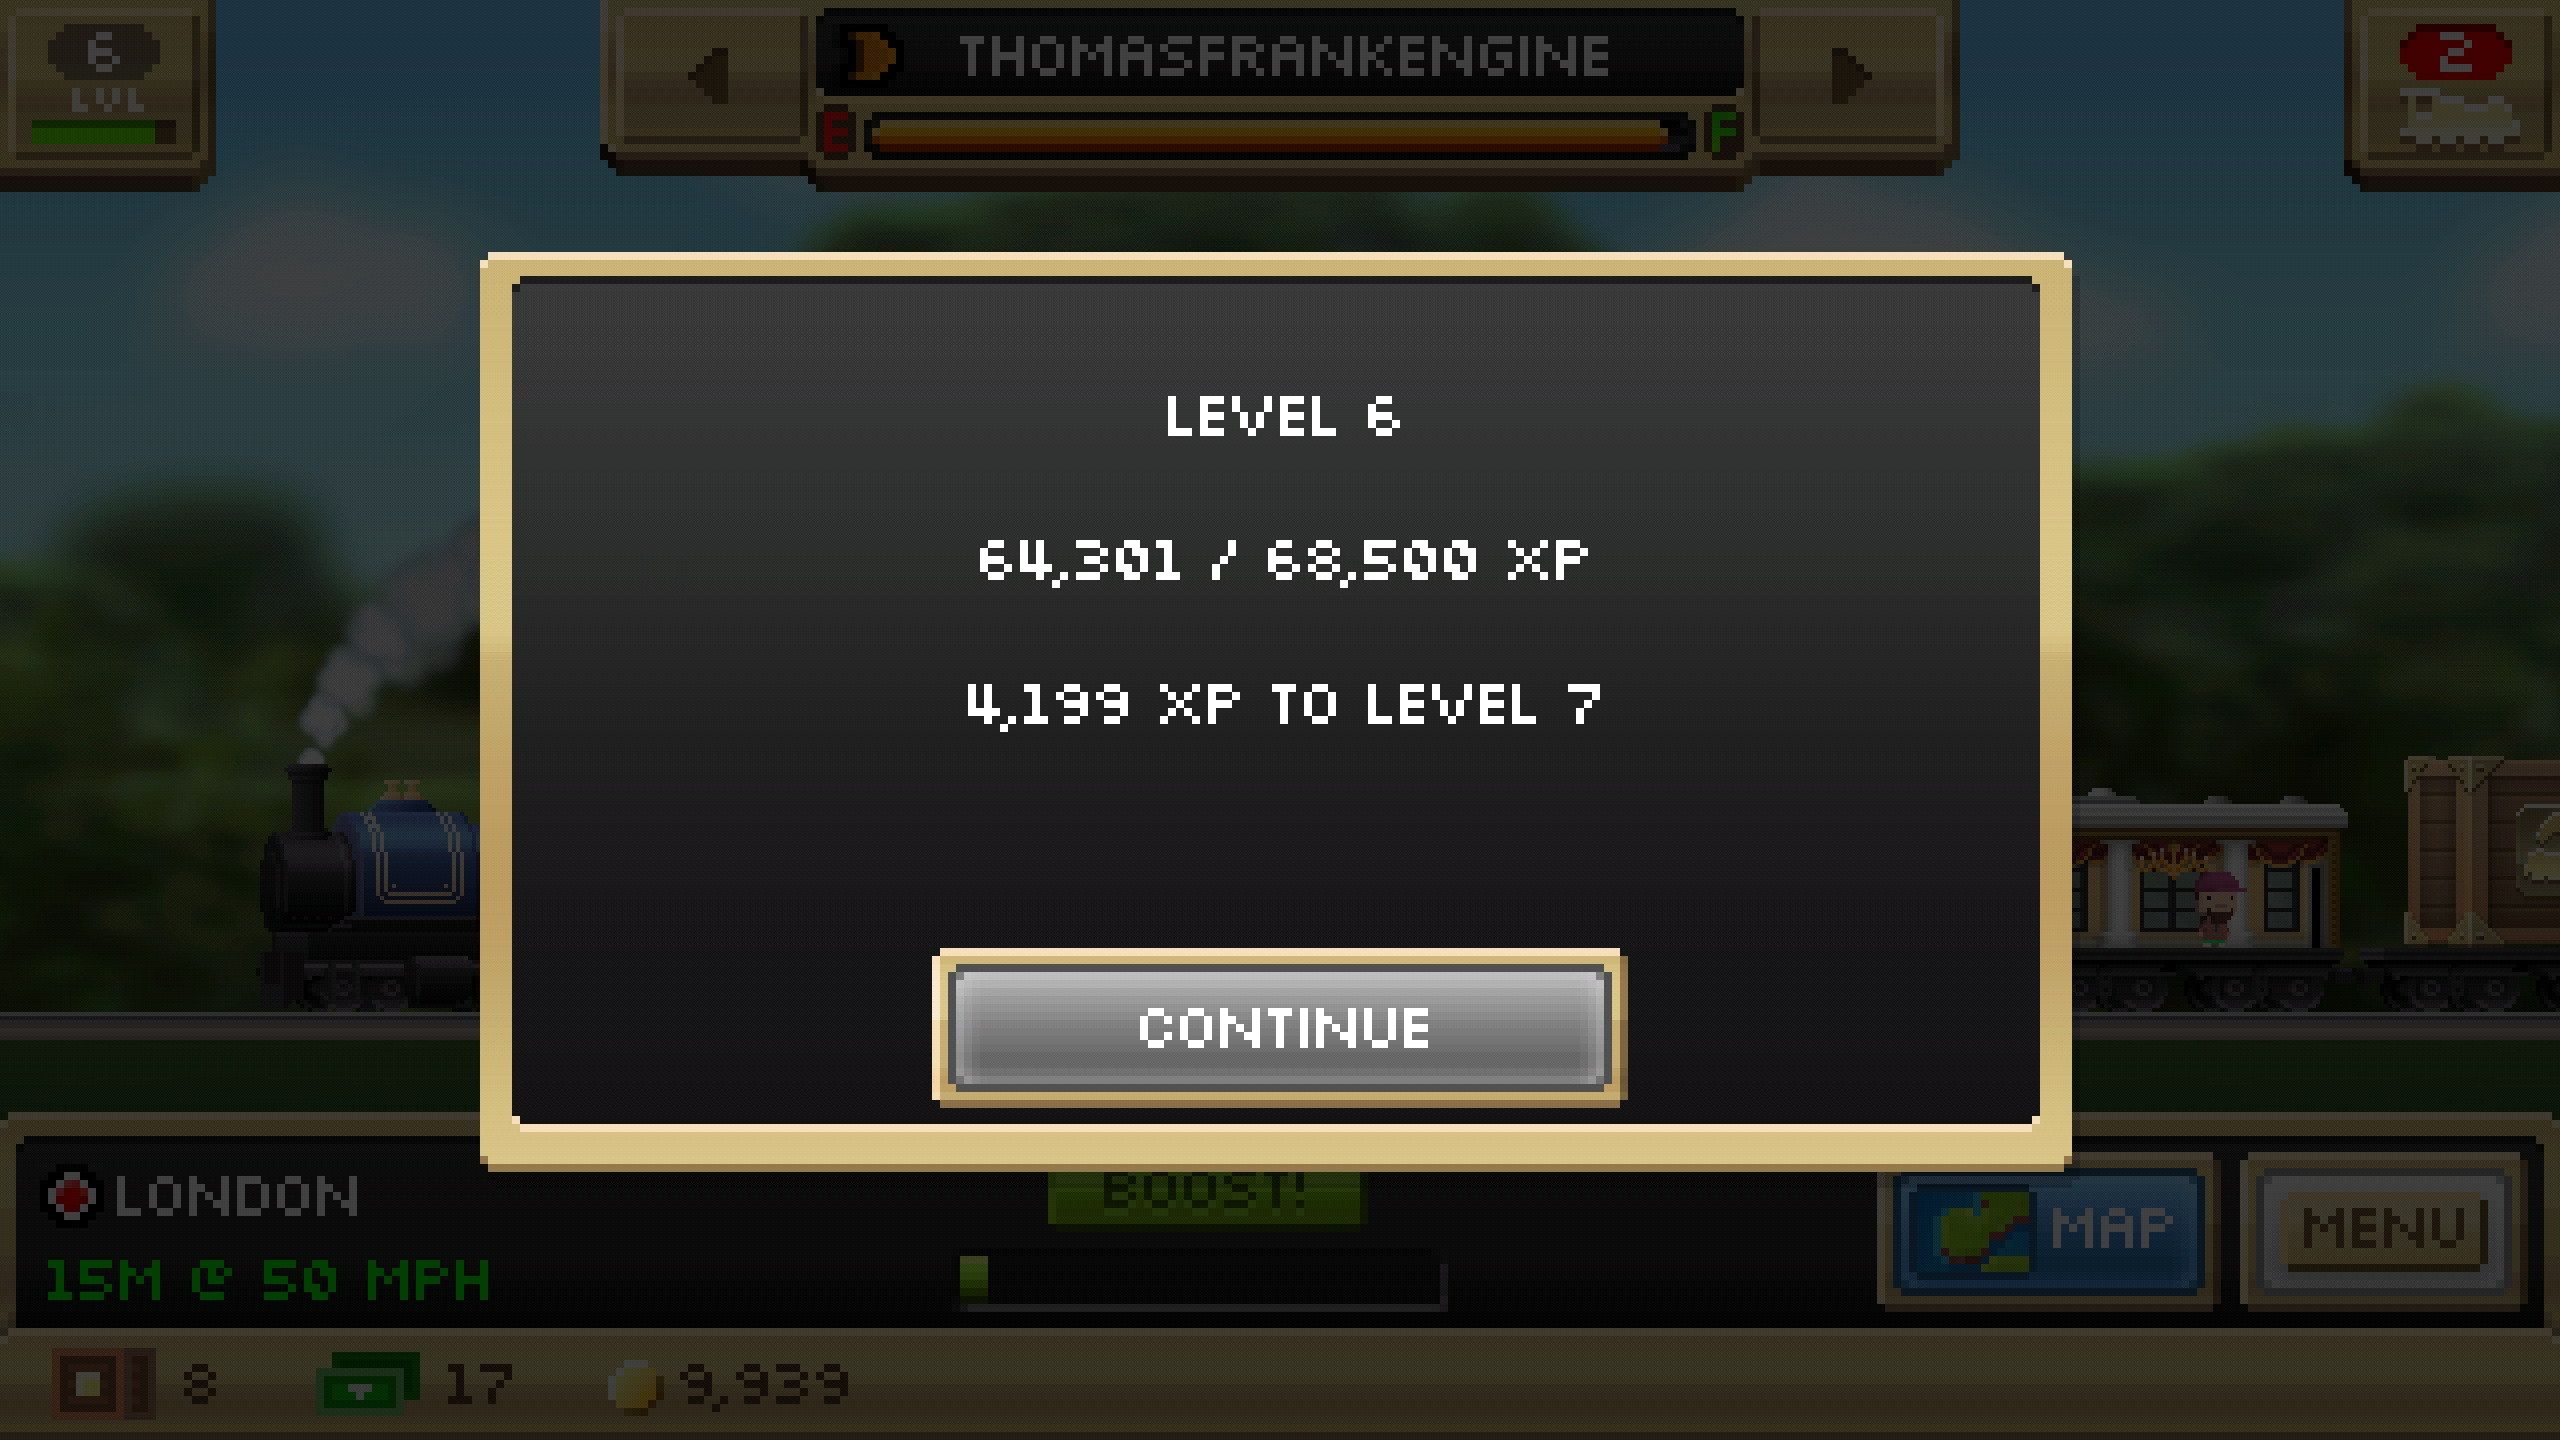 6
LVL
THOMASFRANKENGINE
E F
2
LEVEL 6
64,301 / 68,500 XP
4,199 XP TO LEVEL 7
CONTINUE
LONDON
15M @ 50 MPH
BOOST!
MAP
MENU
8 17 9,939